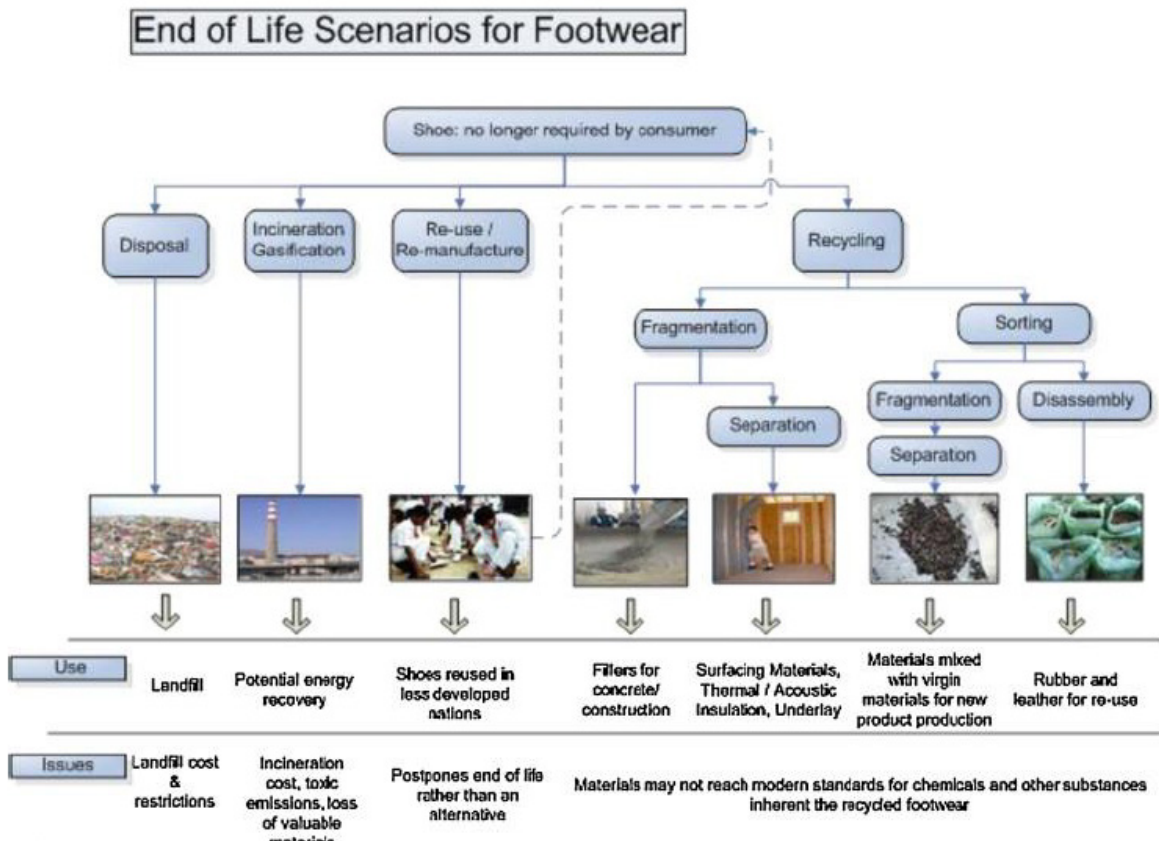 End of Life Scenarios for Footwear
Shoe: no longer required by consumer
Disposal
Incineration
Gasification
Re-use /
Re-manufacture
Recycling
Fragmentation
Sorting
Separation
Fragmentation
Separation
Disassembly
Use
Landfill
Potential energy
recovery
Shoes reused in
less developed
nations
Fillers for
concrete/
construction
Surfacing Materials,
Thermal / Acoustic
Insulation, Underlay
Materials mixed
with virgin
materials for new
product production
Rubber and
leather for re-use
Issues
Landfill cost
&
restrictions
Incineration
cost, toxic
emissions, loss
of valuable
materials
Postpones end of life
rather than an
alternative
Materials may not reach modern standards for chemicals and other substances
inherent the recycled footwear